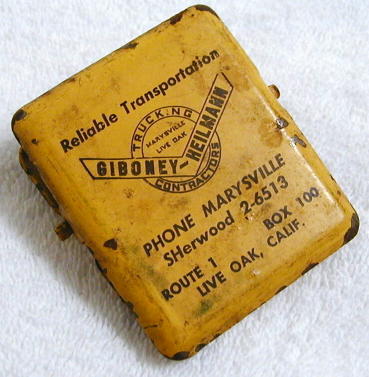 Reliable Transportation
TRUCKING
MARYSVILLE
LIVE OAK
GIBONEY-HEILMANN
CONTRACTORS
PHONE MARYSVILLE
SHerwood 2-6513
ROUTE 1 BOX 100
LIVE OAK, CALIF.